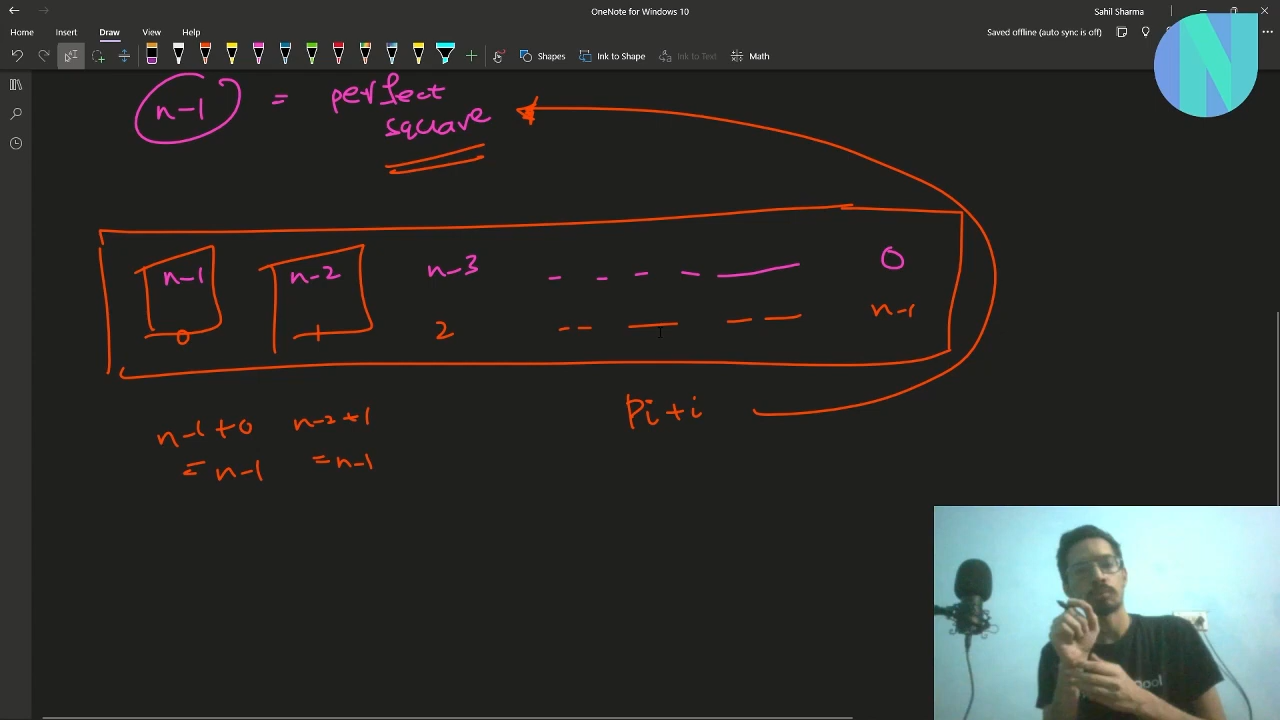 OneNote for Windows 10
Sahil Sharma
Home Insert Draw View Help
Saved offline (auto sync is off)
Shapes Ink to Shape Ink to Text Math
n-1 = perfect
square
n-1 n-2 n-3 - - - - 0
0 1 2 - - - - - n-1
Pi+i
n-1+0 n-2+1
= n-1 = n-1